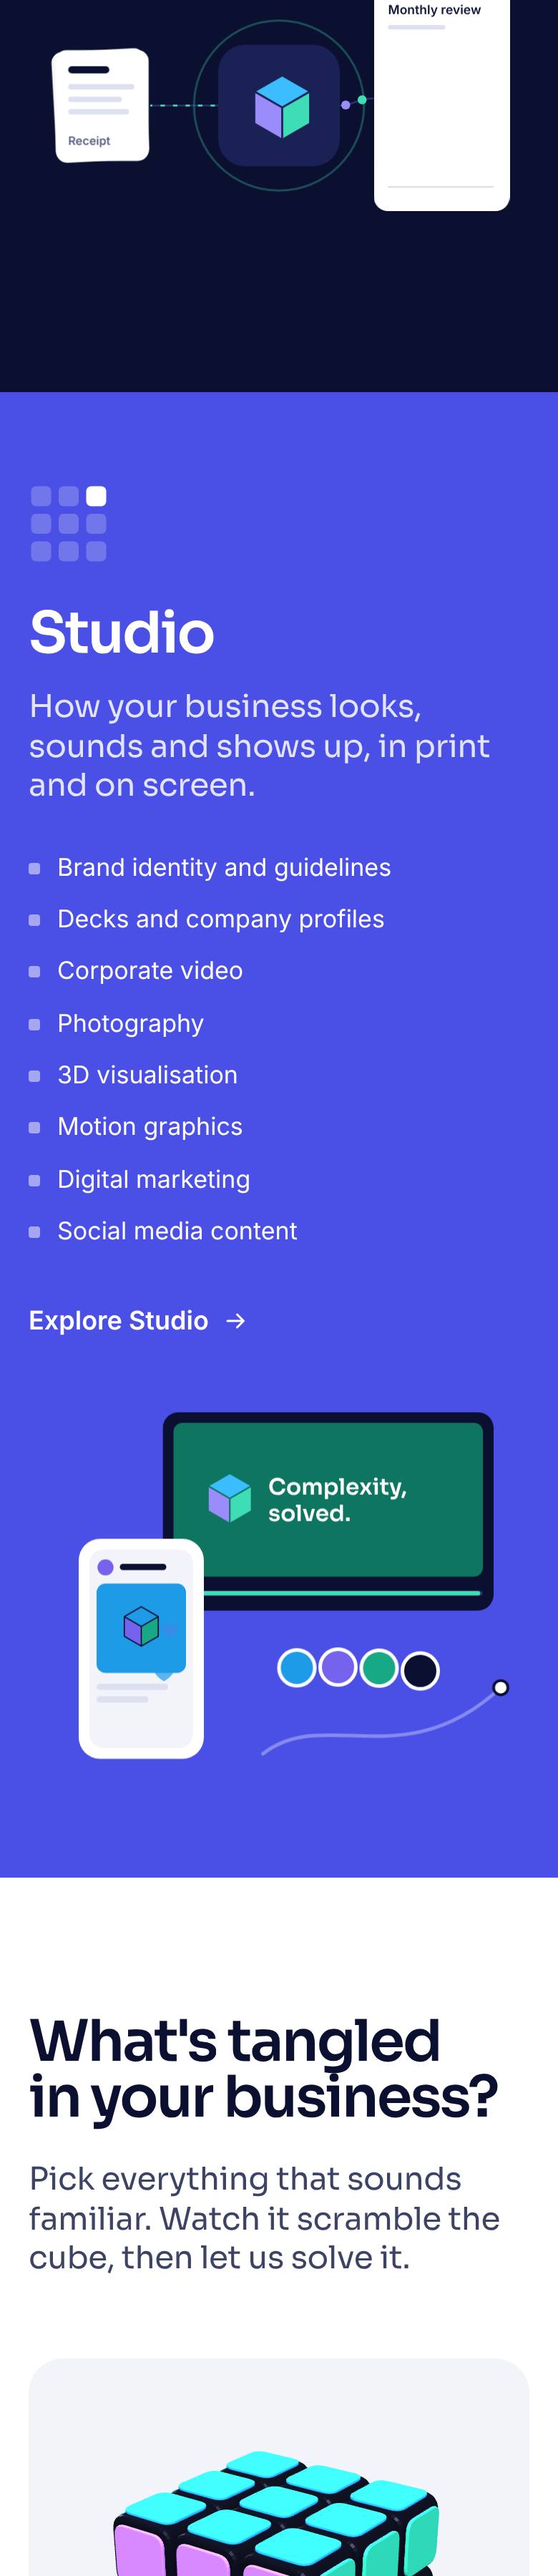 Monthly review
Receipt
Studio
How your business looks,
sounds and shows up, in print
and on screen.
Brand identity and guidelines
Decks and company profiles
Corporate video
Photography
3D visualisation
Motion graphics
Digital marketing
Social media content
Explore Studio →
Complexity,
solved.
What's tangled
in your business?
Pick everything that sounds
familiar. Watch it scramble the
cube, then let us solve it.